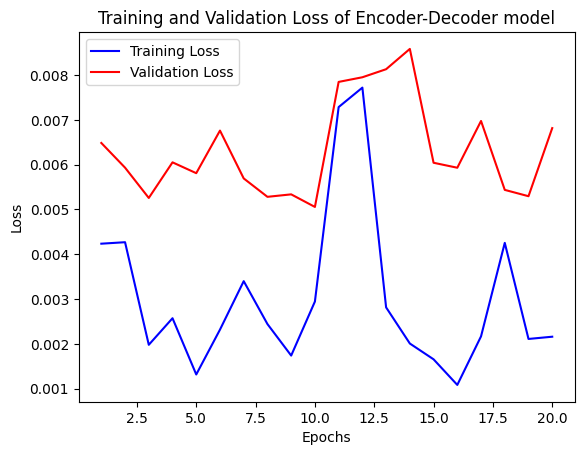 Training and Validation Loss of Encoder-Decoder model
Training Loss
Validation Loss
0.008
0.007
0.006
0.005
0.004
0.003
0.002
0.001
Loss
2.5 5.0 7.5 10.0 12.5 15.0 17.5 20.0
Epochs